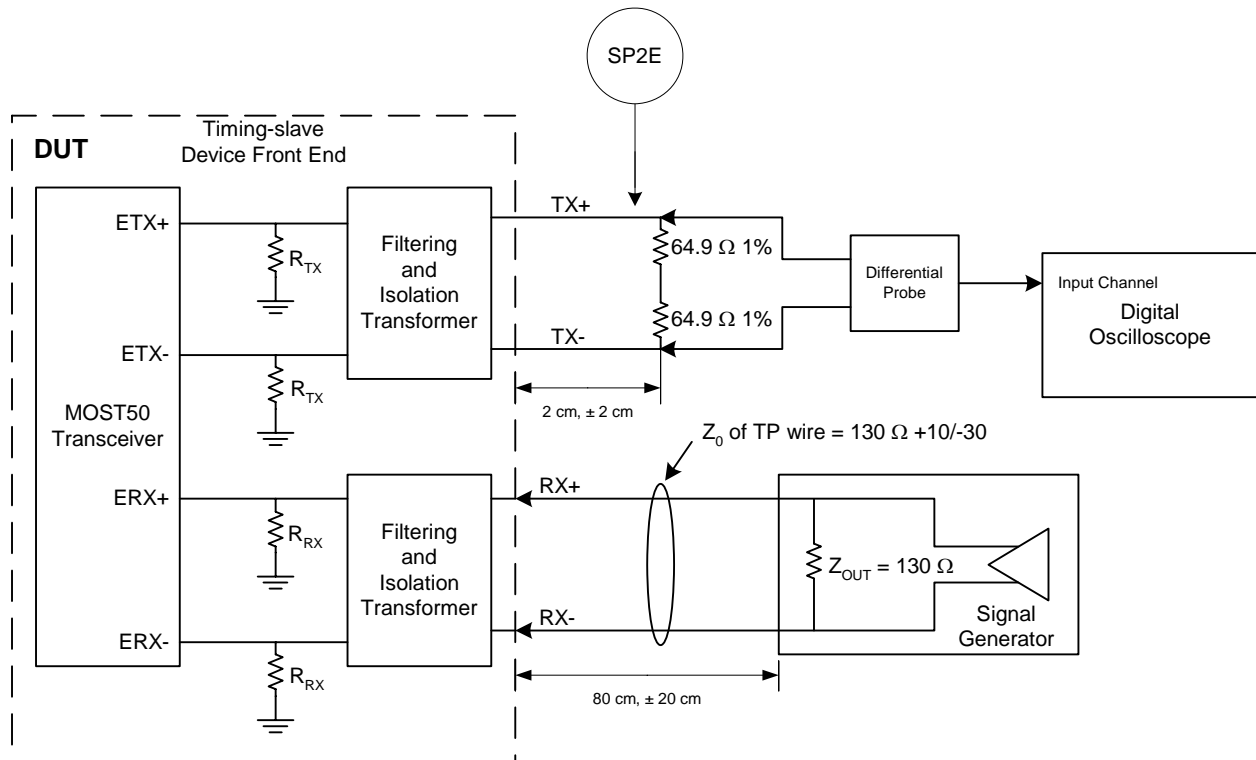 SP2E
DUT
Timing-slave
Device Front End
ETX+
R_TX
Filtering
and
Isolation
Transformer
TX+
64.9 Ω 1%
64.9 Ω 1%
TX-
Differential
Probe
Input Channel
Digital
Oscilloscope
ETX-
R_TX
2 cm, ± 2 cm
MOST50
Transceiver
Z_0 of TP wire = 130 Ω +10/-30
ERX+
R_RX
Filtering
and
Isolation
Transformer
RX+
Z_OUT = 130 Ω
Signal
Generator
RX-
ERX-
R_RX
80 cm, ± 20 cm